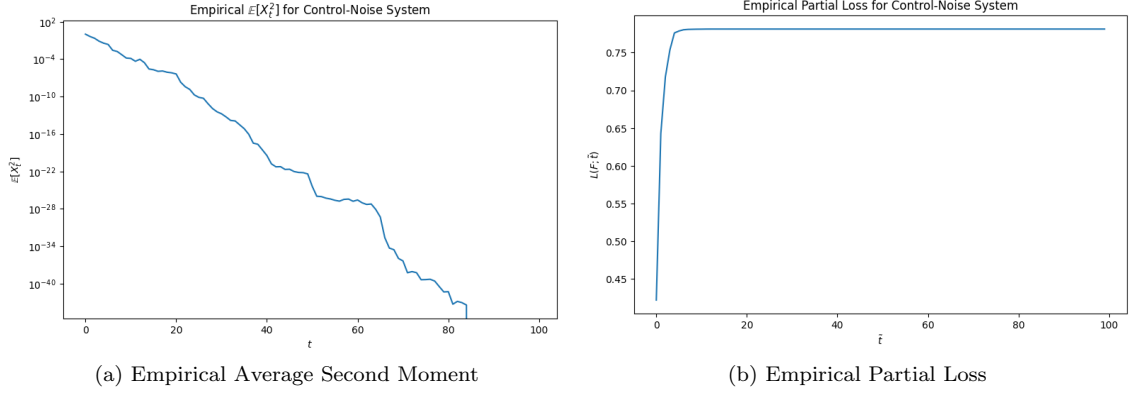 Empirical 𝔼[X_t^2] for Control-Noise System
10^2
10^-4
10^-10
10^-16
10^-22
10^-28
10^-34
10^-40
𝔼[X_t^2]
0 20 40 60 80 100
t
(a) Empirical Average Second Moment
Empirical Partial Loss for Control-Noise System
0.75
0.70
0.65
0.60
0.55
0.50
0.45
L(F; t̃)
0 20 40 60 80 100
t̃
(b) Empirical Partial Loss